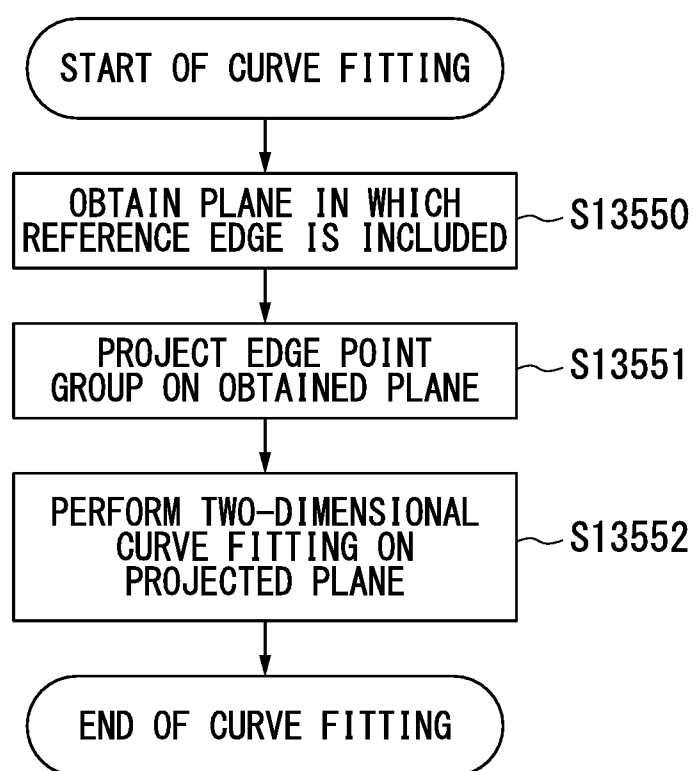 START OF CURVE FITTING
OBTAIN PLANE IN WHICH
REFERENCE EDGE IS INCLUDED
S13550
PROJECT EDGE POINT
GROUP ON OBTAINED PLANE
S13551
PERFORM TWO-DIMENSIONAL
CURVE FITTING ON
PROJECTED PLANE
S13552
END OF CURVE FITTING